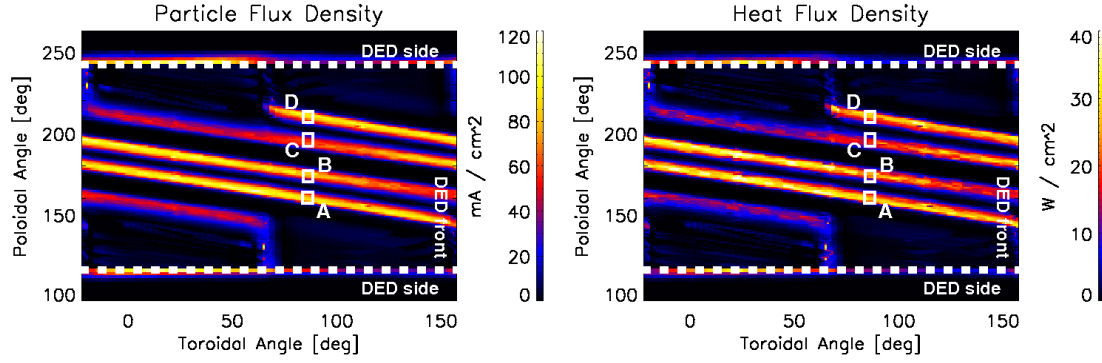 Particle Flux Density
250
200
150
100
Poloidal Angle [deg]
DED side
D
C
B
A
DED front
DED side
0
50
100
150
Toroidal Angle [deg]
120
100
80
60
40
20
0
mA / cm^2
Heat Flux Density
250
200
150
100
Poloidal Angle [deg]
DED side
D
C
B
A
DED front
DED side
0
50
100
150
Toroidal Angle [deg]
40
30
20
10
0
W / cm^2